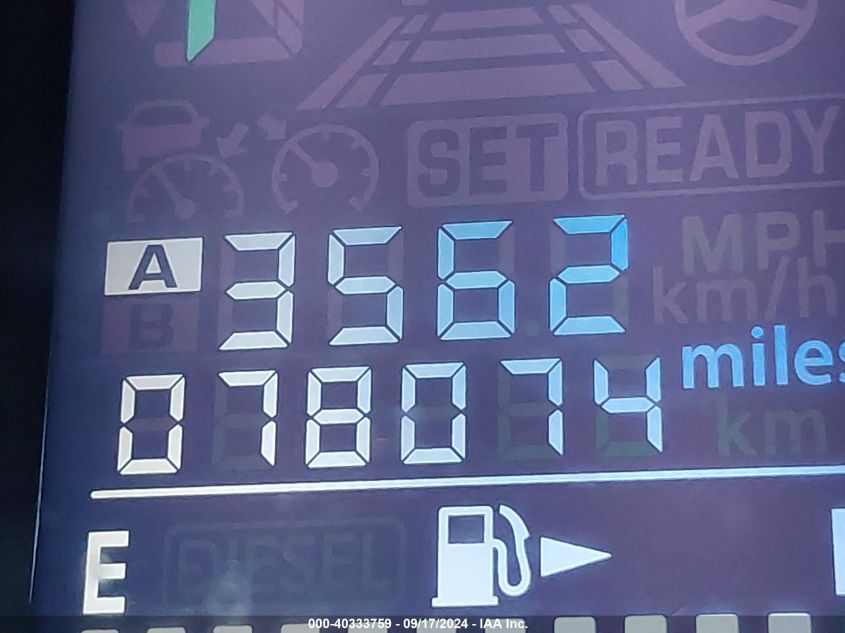 SET READY
A 3562 MPH
B km/h
078074 miles
km
E DIESEL
000-40333759 - 09/17/2024 - IAA Inc.